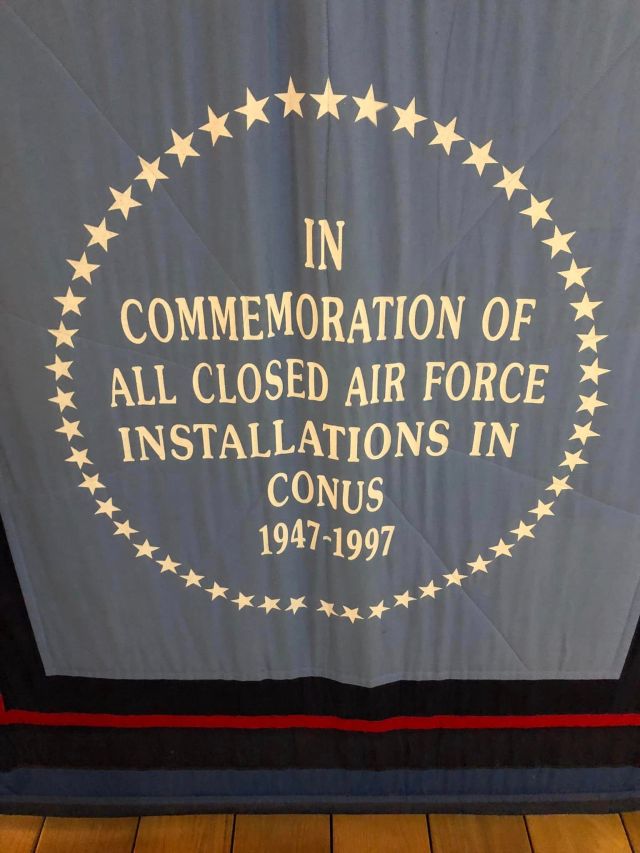 IN
COMMEMORATION OF
ALL CLOSED AIR FORCE
INSTALLATIONS IN
CONUS
1947-1997